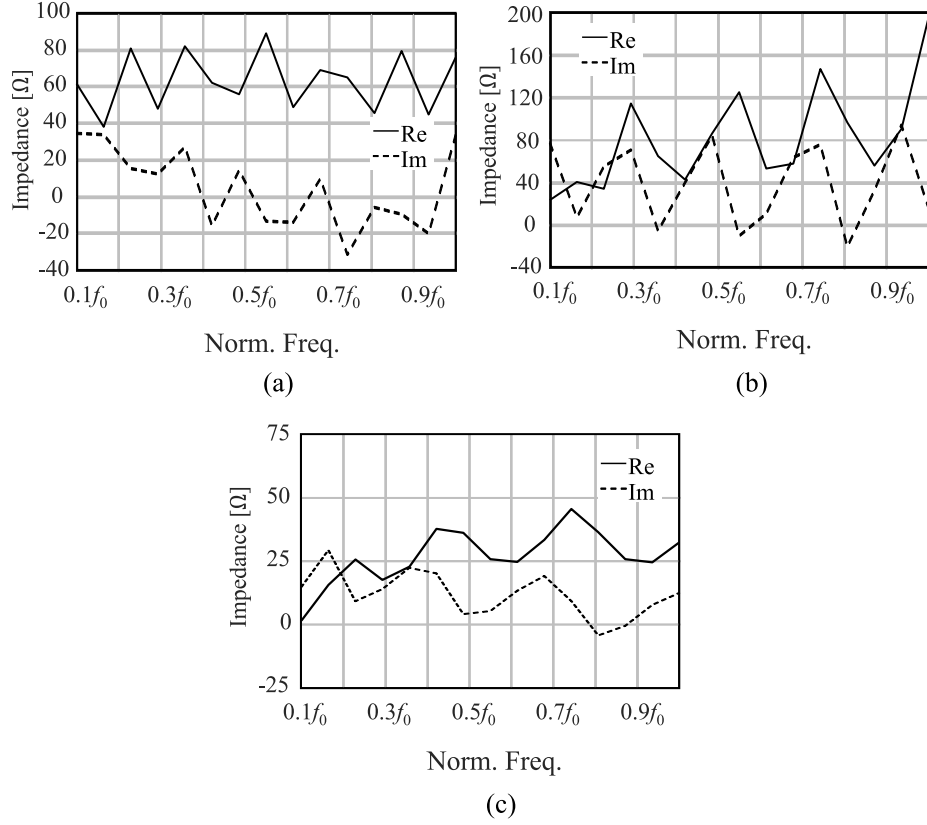 100
80
60
40
20
0
-20
-40
Impedance [Ω]
Re
Im
0.1f₀ 0.3f₀ 0.5f₀ 0.7f₀ 0.9f₀
Norm. Freq.
(a)
200
160
120
80
40
0
-40
Impedance [Ω]
Re
Im
0.1f₀ 0.3f₀ 0.5f₀ 0.7f₀ 0.9f₀
Norm. Freq.
(b)
75
50
25
0
-25
Impedance [Ω]
Re
Im
0.1f₀ 0.3f₀ 0.5f₀ 0.7f₀ 0.9f₀
Norm. Freq.
(c)